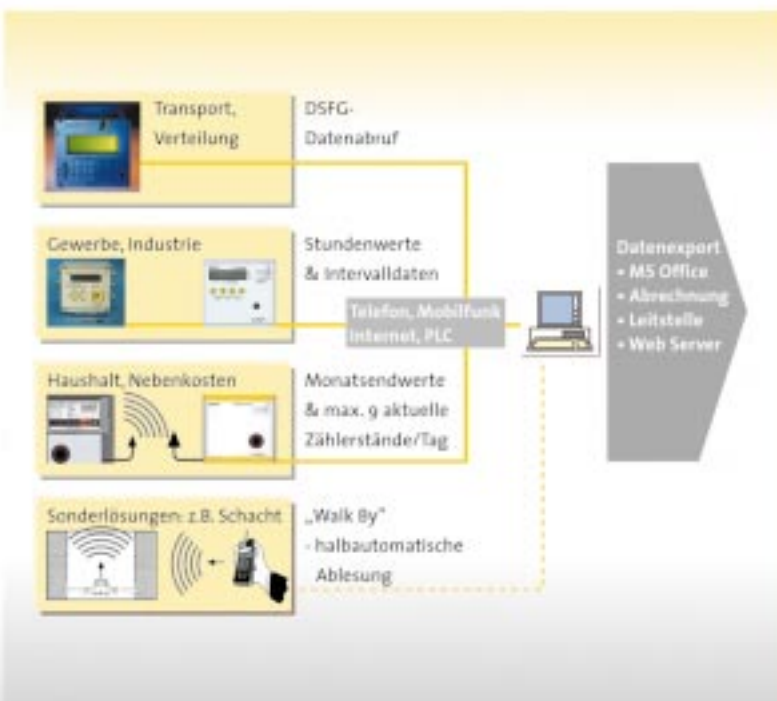 Transport,
Verteilung
DSFG-
Datenabruf
Gewerbe, Industrie
Stundenwerte
& Intervalldaten
Telefon, Mobilfunk
Internet, PLC
Haushalt, Nebenkosten
Monatsendwerte
& max. 9 aktuelle
Zählerstände/Tag
Sonderlösungen: z.B. Schacht
„Walk By"
- halbautomatische
Ablesung
Datenexport
• MS Office
• Abrechnung
• Leitstelle
• Web Server